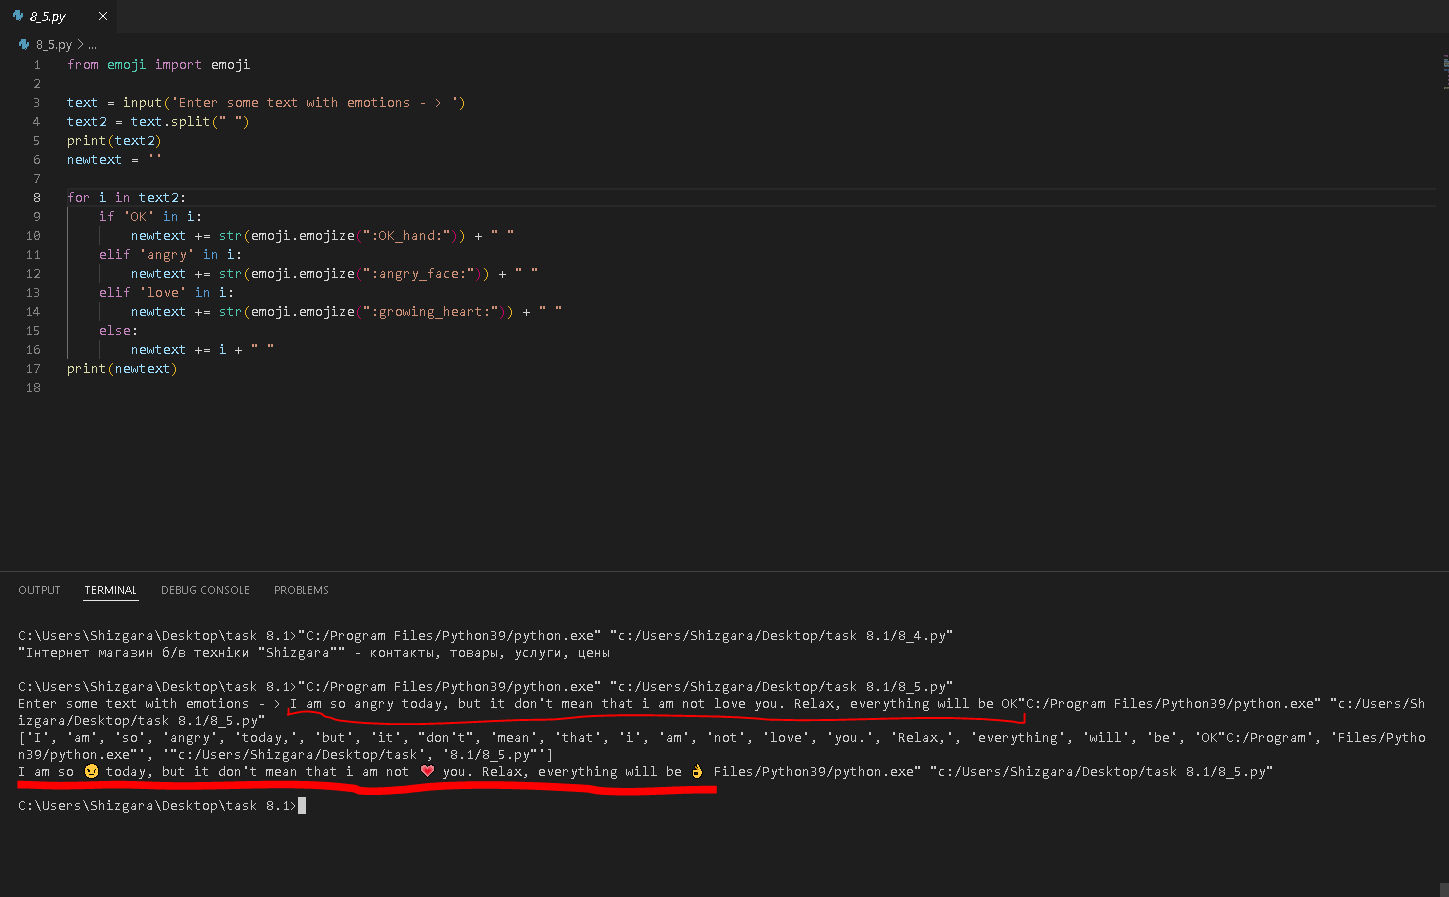 8_5.py
8_5.py > ...
1 from emoji import emoji
2
3 text = input('Enter some text with emotions - > ')
4 text2 = text.split(" ")
5 print(text2)
6 newtext = ''
7
8 for i in text2:
9 if 'OK' in i:
10 newtext += str(emoji.emojize(":OK_hand:")) + " "
11 elif 'angry' in i:
12 newtext += str(emoji.emojize(":angry_face:")) + " "
13 elif 'love' in i:
14 newtext += str(emoji.emojize(":growing_heart:")) + " "
15 else:
16 newtext += i + " "
17 print(newtext)
18
OUTPUT TERMINAL DEBUG CONSOLE PROBLEMS
C:\Users\Shizgara\Desktop\task 8.1>"C:/Program Files/Python39/python.exe" "c:/Users/Shizgara/Desktop/task 8.1/8_4.py"
"Інтернет магазин б/в техніки "Shizgara"" - контакты, товары, услуги, цены
C:\Users\Shizgara\Desktop\task 8.1>"C:/Program Files/Python39/python.exe" "c:/Users/Shizgara/Desktop/task 8.1/8_5.py"
Enter some text with emotions - > I am so angry today, but it don't mean that i am not love you. Relax, everything will be OK"C:/Program Files/Python39/python.exe" "c:/Users/Sh
izgara/Desktop/task 8.1/8_5.py"
['I', 'am', 'so', 'angry', 'today,', 'but', 'it', "don't", 'mean', 'that', 'i', 'am', 'not', 'love', 'you.', 'Relax,', 'everything', 'will', 'be', 'OK"C:/Program', 'Files/Pytho
n39/python.exe"', '"c:/Users/Shizgara/Desktop/task', '8.1/8_5.py"']
I am so 😠 today, but it don't mean that i am not 💗 you. Relax, everything will be 👌 Files/Python39/python.exe" "c:/Users/Shizgara/Desktop/task 8.1/8_5.py"
C:\Users\Shizgara\Desktop\task 8.1>